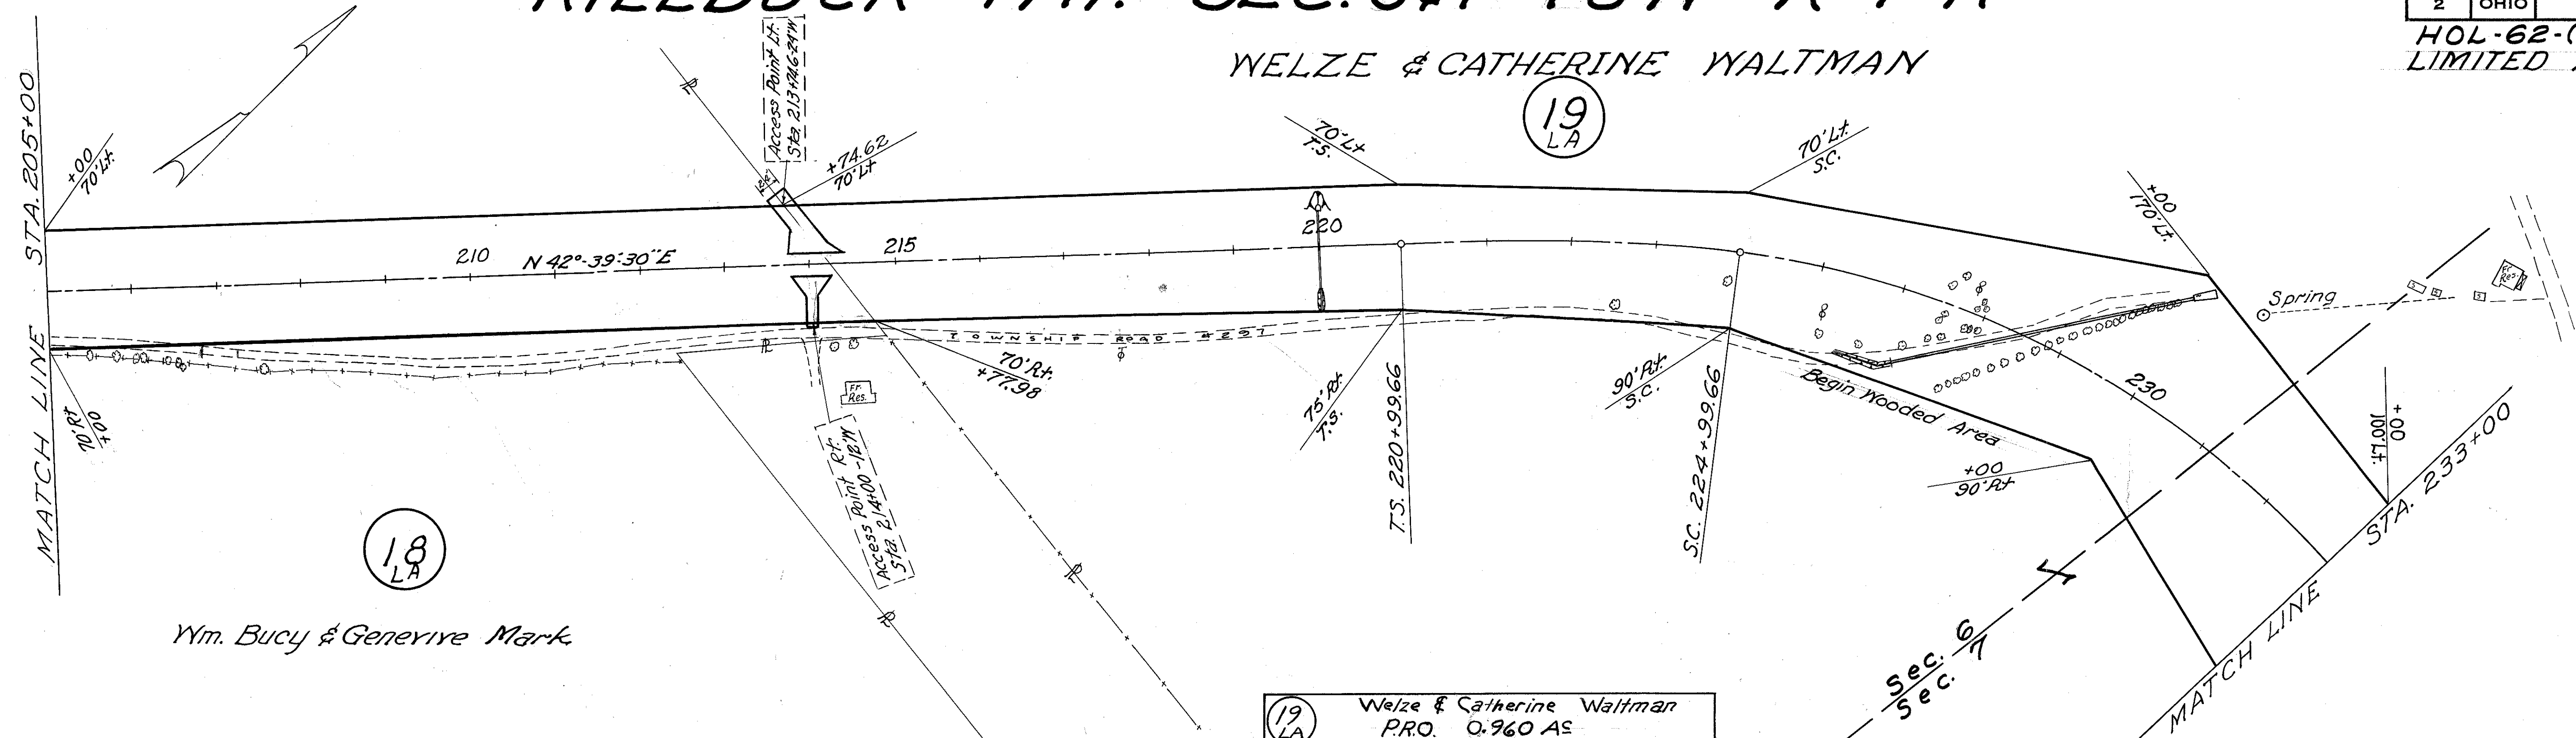 2 OHIO
HOL-62-(
LIMITED
WELZE & CATHERINE WALTMAN
19
LA
MATCH LINE STA. 205+00
+00
70' Lt.
Access Point Lt.
+74.62
70' Lt
70' Lt
T.S.
70' Lt.
S.C.
+00
170' Lt.
210
N 42°-39'-30" E
215
220
Spring
Fr.
Res.
TOWNSHIP ROAD #297
70' Rt
+00
Fr.
Res.
70' Rt.
+77.98
75' Rt.
T.S.
T.S. 220+99.66
90' Rt.
S.C.
S.C. 224+99.66
Begin Wooded Area
230
+00
90' Rt
+00
100' Lt.
MATCH LINE STA. 233+00
Access Point Rt.
Sta. 214+00-12'W
18
LA
Wm. Bucy & Generive Mark
Sec. 6
Sec. 7
19
LA
Welze & Catherine Waltman
P.R.O. 0.960 Ac